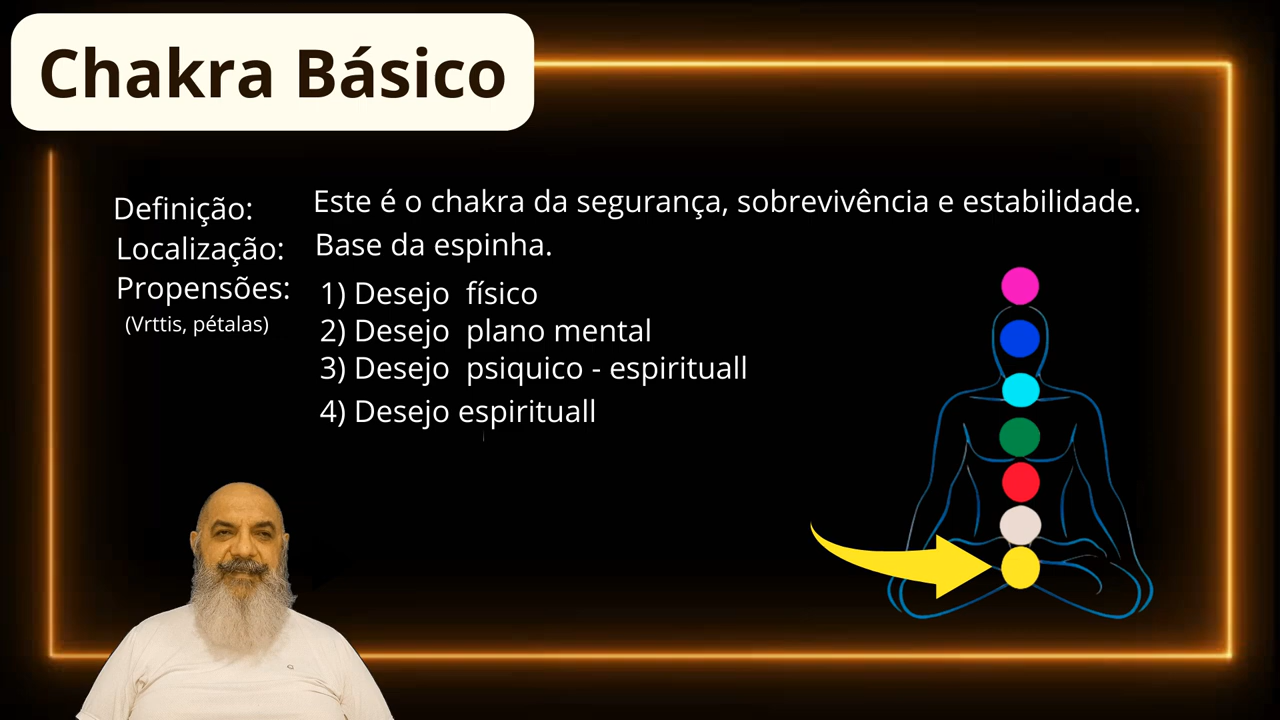 Chakra Básico
Definição: Este é o chakra da segurança, sobrevivência e estabilidade.
Localização: Base da espinha.
Propensões: 1) Desejo físico
(Vrttis, pétalas)
2) Desejo plano mental
3) Desejo psiquico - espirituall
4) Desejo espirituall